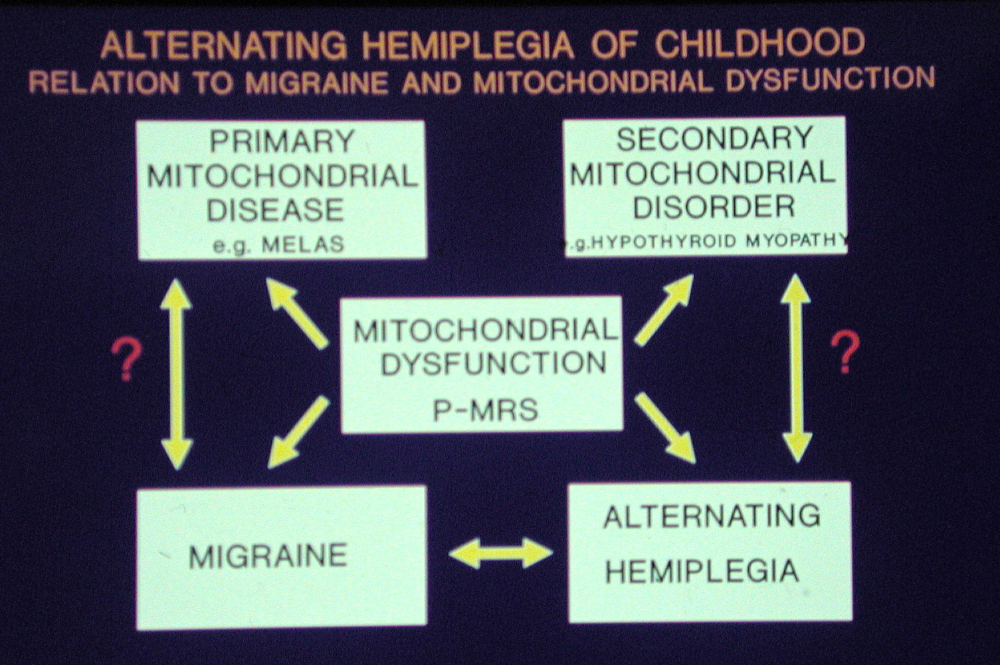 ALTERNATING HEMIPLEGIA OF CHILDHOOD
RELATION TO MIGRAINE AND MITOCHONDRIAL DYSFUNCTION
PRIMARY
MITOCHONDRIAL
DISEASE
e.g. MELAS
SECONDARY
MITOCHONDRIAL
DISORDER
e.g.HYPOTHYROID MYOPATHY
MITOCHONDRIAL
DYSFUNCTION
P-MRS
?
?
MIGRAINE
ALTERNATING
HEMIPLEGIA